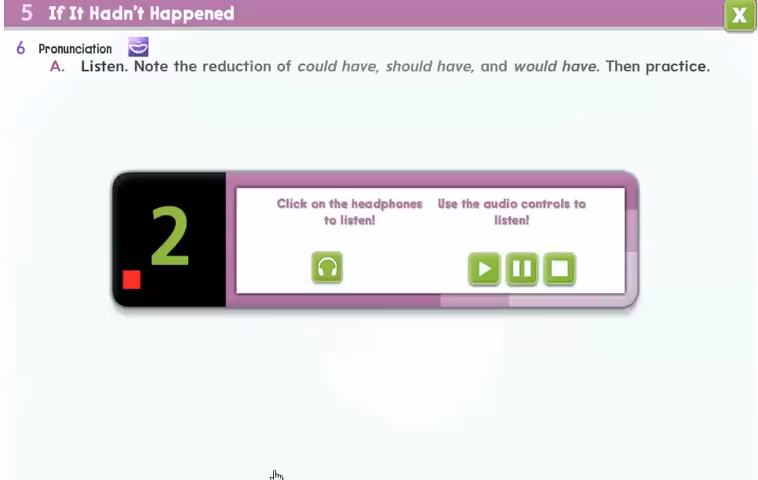 5 If It Hadn't Happened
X
6 Pronunciation
A. Listen. Note the reduction of could have, should have, and would have. Then practice.
2
Click on the headphones
to listen!
Use the audio controls to
listen!